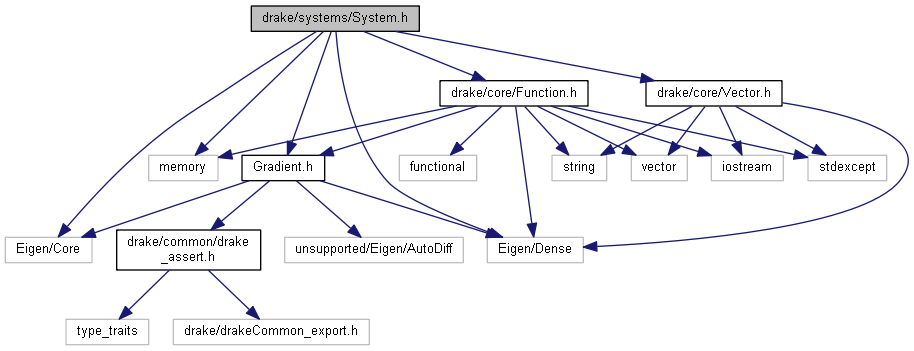 drake/systems/System.h
drake/core/Function.h
drake/core/Vector.h
memory
Gradient.h
functional
string
vector
iostream
stdexcept
Eigen/Core
drake/common/drake
_assert.h
unsupported/Eigen/AutoDiff
Eigen/Dense
type_traits
drake/drakeCommon_export.h